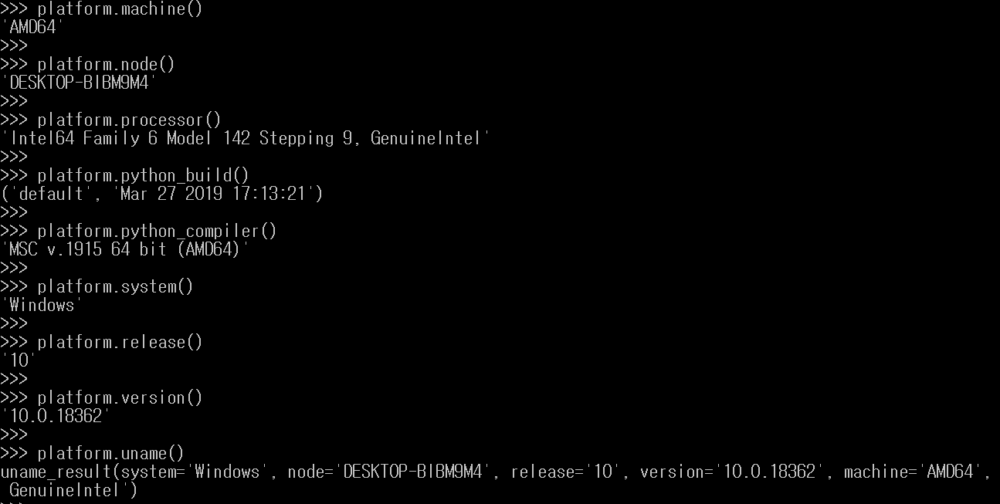 >>> platform.machine()
'AMD64'
>>>
>>> platform.node()
'DESKTOP-BIBM9M4'
>>>
>>> platform.processor()
'Intel64 Family 6 Model 142 Stepping 9, GenuineIntel'
>>>
>>> platform.python_build()
('default', 'Mar 27 2019 17:13:21')
>>>
>>> platform.python_compiler()
'MSC v.1915 64 bit (AMD64)'
>>>
>>> platform.system()
'Windows'
>>>
>>> platform.release()
'10'
>>>
>>> platform.version()
'10.0.18362'
>>>
>>> platform.uname()
uname_result(system='Windows', node='DESKTOP-BIBM9M4', release='10', version='10.0.18362', machine='AMD64',
 GenuineIntel')
>>>